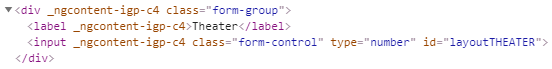 ▼<div _ngcontent-igp-c4 class="form-group">
<label _ngcontent-igp-c4>Theater</label>
<input _ngcontent-igp-c4 class="form-control" type="number" id="layoutTHEATER">
</div>